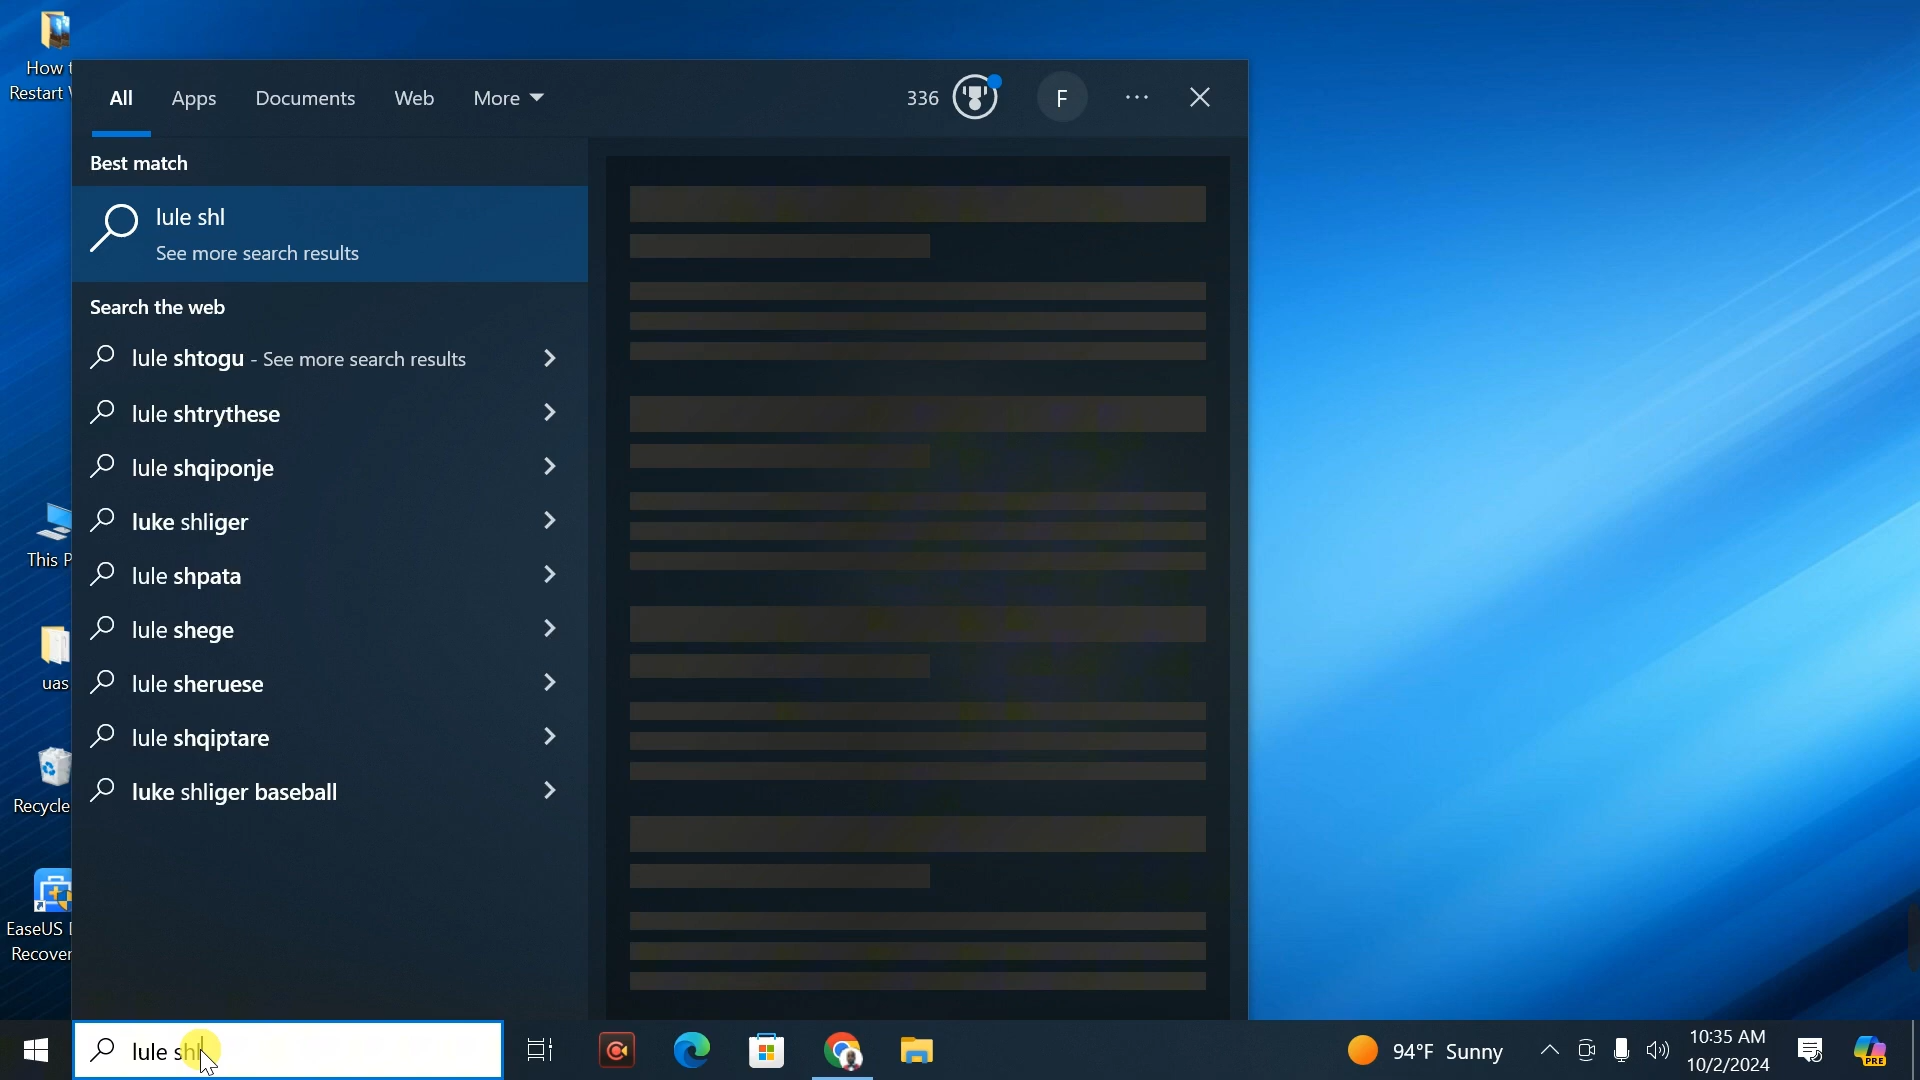 How t
Restart W
All
Apps
Documents
Web
More
336
F
Best match
lule shl
See more search results
Search the web
lule shtogu - See more search results
lule shtrythese
lule shqiponje
luke shliger
lule shpata
lule shege
lule sheruese
lule shqiptare
luke shliger baseball
This P
uas
Recycle
EaseUS D
Recover
lule shl
94°F Sunny
10:35 AM
10/2/2024
PRE